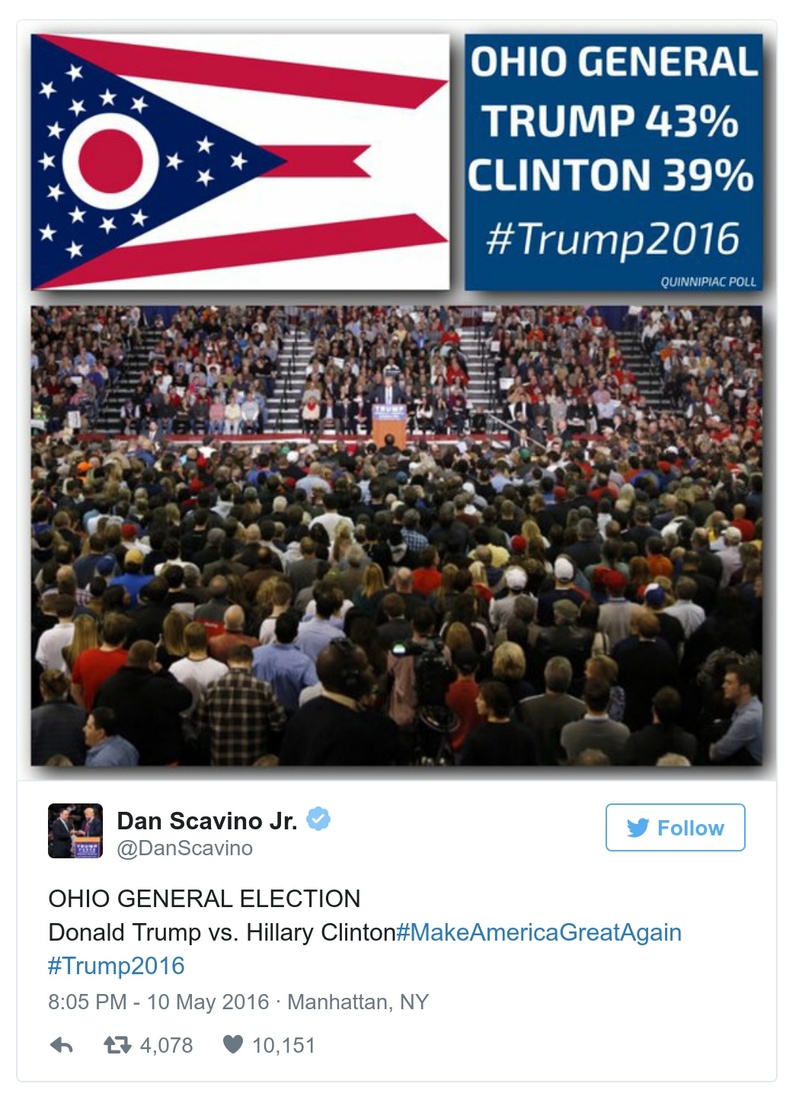 OHIO GENERAL
TRUMP 43%
CLINTON 39%
#Trump2016
QUINNIPIAC POLL
TRUMP
Dan Scavino Jr.
@DanScavino
Follow
OHIO GENERAL ELECTION
Donald Trump vs. Hillary Clinton#MakeAmericaGreatAgain
#Trump2016
8:05 PM - 10 May 2016 · Manhattan, NY
4,078 10,151